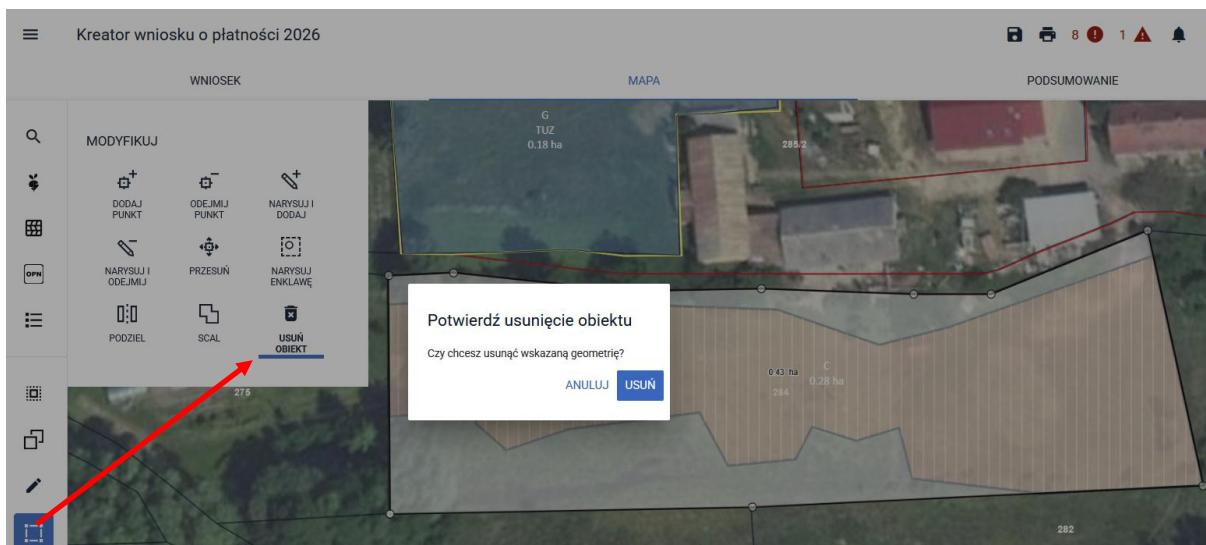 Kreator wniosku o płatności 2026
8
1
WNIOSEK
MAPA
PODSUMOWANIE
MODYFIKUJ
DODAJ
PUNKT
ODEJMIJ
PUNKT
NARYSUJ I
DODAJ
NARYSUJ I
ODEJMIJ
PRZESUŃ
NARYSUJ
ENKLAWĘ
PODZIEL
SCAL
USUŃ
OBIEKT
OPN
G
TUZ
0.18 ha
285/2
Potwierdź usunięcie obiektu
Czy chcesz usunąć wskazaną geometrię?
ANULUJ
USUŃ
0.43 ha
C
0.28 ha
284
275
282